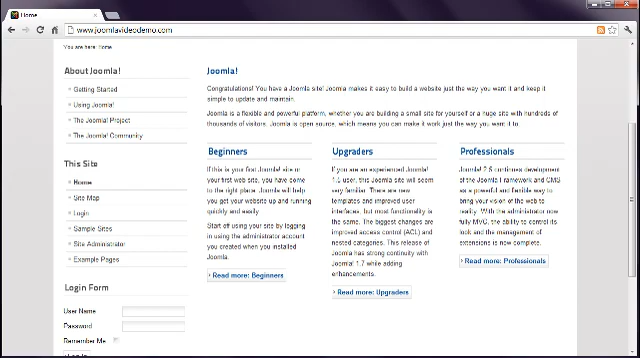 Home
www.joomlavideodemo.com
You are here: Home
About Joomla!
Getting Started
Using Joomla!
The Joomla! Project
The Joomla! Community
This Site
Home
Site Map
Login
Sample Sites
Site Administrator
Example Pages
Login Form
User Name
Password
Remember Me
Joomla!
Congratulations! You have a Joomla site! Joomla makes it easy to build a website just the way you want it and keep it
simple to update and maintain.
Joomla is a flexible and powerful platform, whether you are building a small site for yourself or a huge site with hundreds of
thousands of visitors. Joomla is open source, which means you can make it work just the way you want it to.
Beginners
If this is your first Joomla! site or
your first web site, you have come
to the right place. Joomla will help
you get your website up and running
quickly and easily.
Start off using your site by logging
in using the administrator account
you created when you installed
Joomla.
Read more: Beginners
Upgraders
If you are an experienced Joomla!
1.5 user, this Joomla site will seem
very familiar. There are new
templates and improved user
interfaces, but most functionality is
the same. The biggest changes are
improved access control (ACL) and
nested categories. This release of
Joomla has strong continuity with
Joomla! 1.7 while adding
enhancements.
Read more: Upgraders
Professionals
Joomla! 2.5 continues development
of the Joomla Framework and CMS
as a powerful and flexible way to
bring your vision of the web to
reality. With the administrator now
fully MVC, the ability to control its
look and the management of
extensions is now complete.
Read more: Professionals